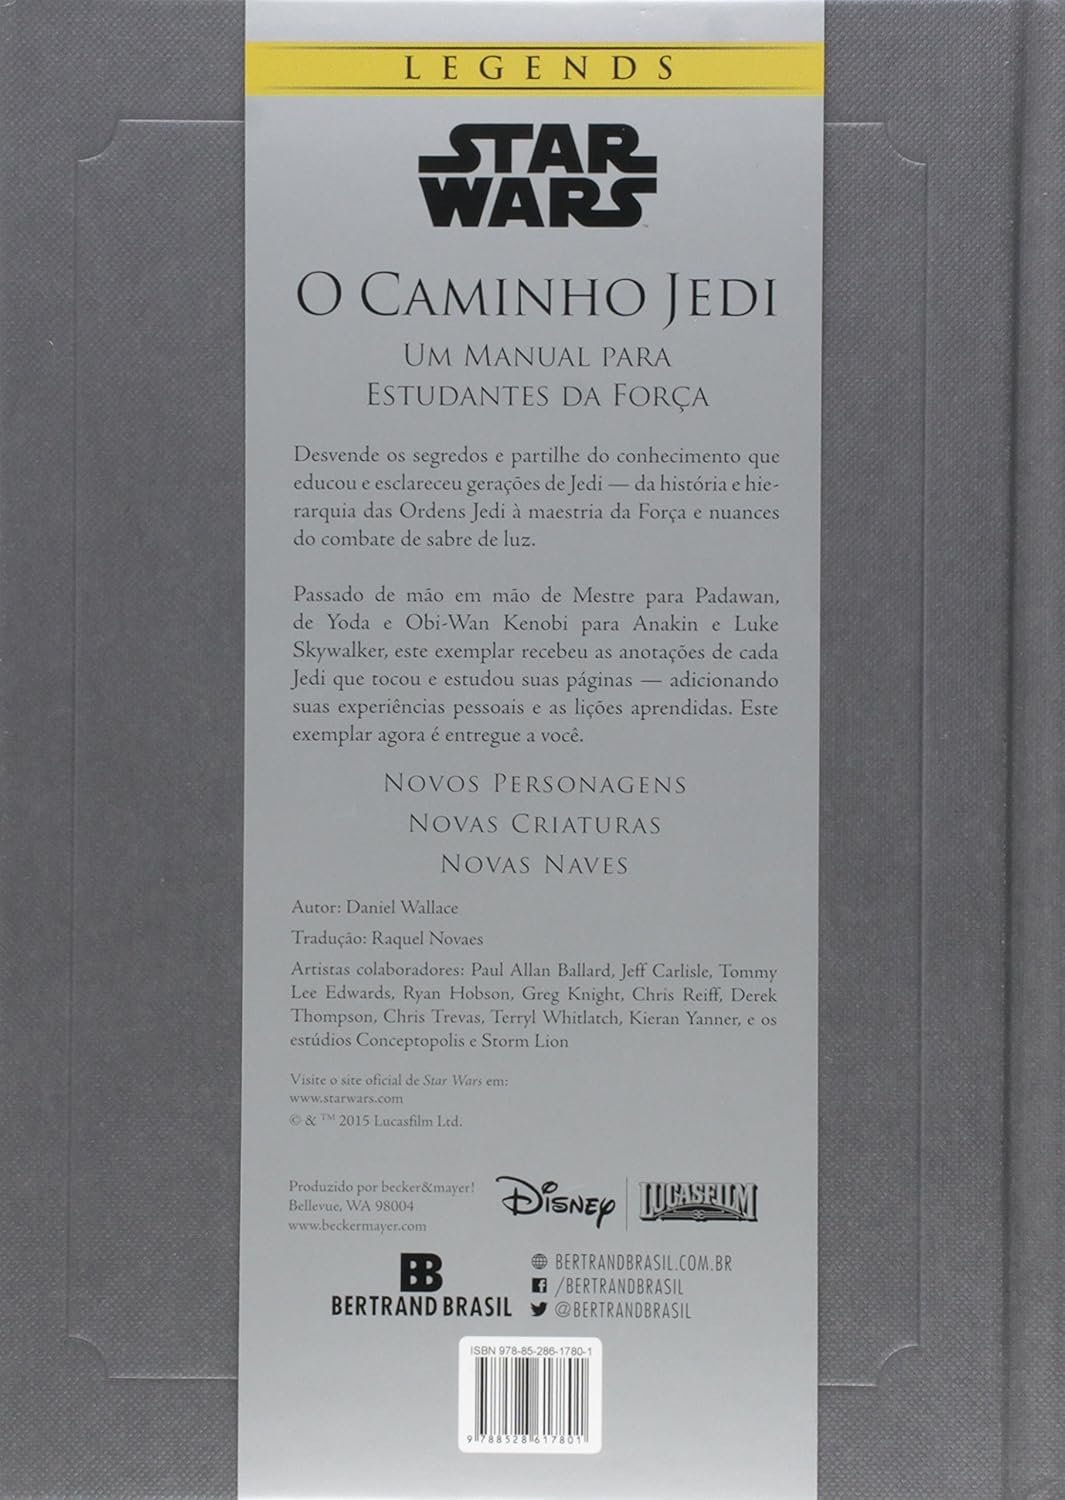 LEGENDS
STAR
WARS
O CAMINHO JEDI
UM MANUAL PARA
ESTUDANTES DA FORÇA
Desvende os segredos e partilhe do conhecimento que
educou e esclareceu gerações de Jedi — da história e hie-
rarquia das Ordens Jedi à maestria da Força e nuances
do combate de sabre de luz.
Passado de mão em mão de Mestre para Padawan,
de Yoda e Obi-Wan Kenobi para Anakin e Luke
Skywalker, este exemplar recebeu as anotações de cada
Jedi que tocou e estudou suas páginas — adicionando
suas experiências pessoais e as lições aprendidas. Este
exemplar agora é entregue a você.
NOVOS PERSONAGENS
NOVAS CRIATURAS
NOVAS NAVES
Autor: Daniel Wallace
Tradução: Raquel Novaes
Artistas colaboradores: Paul Allan Ballard, Jeff Carlisle, Tommy
Lee Edwards, Ryan Hobson, Greg Knight, Chris Reiff, Derek
Thompson, Chris Trevas, Terryl Whitlatch, Kieran Yanner, e os
estúdios Conceptopolis e Storm Lion
Visite o site oficial de Star Wars em:
www.starwars.com
© & ™ 2015 Lucasfilm Ltd.
Produzido por becker&mayer!
Bellevue, WA 98004
www.beckermayer.com
DISNEY
LUCASFILM
BB
BERTRAND BRASIL
BERTRANDBRASIL.COM.BR
/BERTRANDBRASIL
@BERTRANDBRASIL
ISBN 978-85-286-1780-1
9 788528 617801